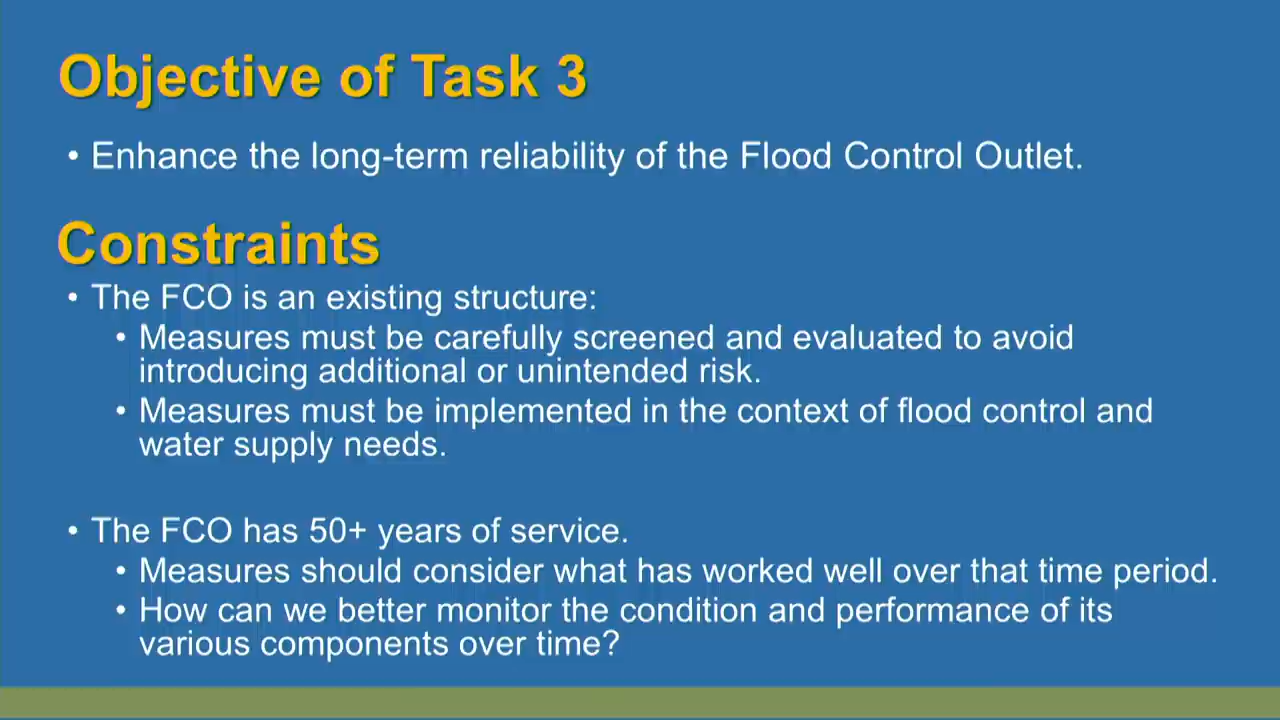 Objective of Task 3
• Enhance the long-term reliability of the Flood Control Outlet.
Constraints
• The FCO is an existing structure:
• Measures must be carefully screened and evaluated to avoid
introducing additional or unintended risk.
• Measures must be implemented in the context of flood control and
water supply needs.
• The FCO has 50+ years of service.
• Measures should consider what has worked well over that time period.
• How can we better monitor the condition and performance of its
various components over time?